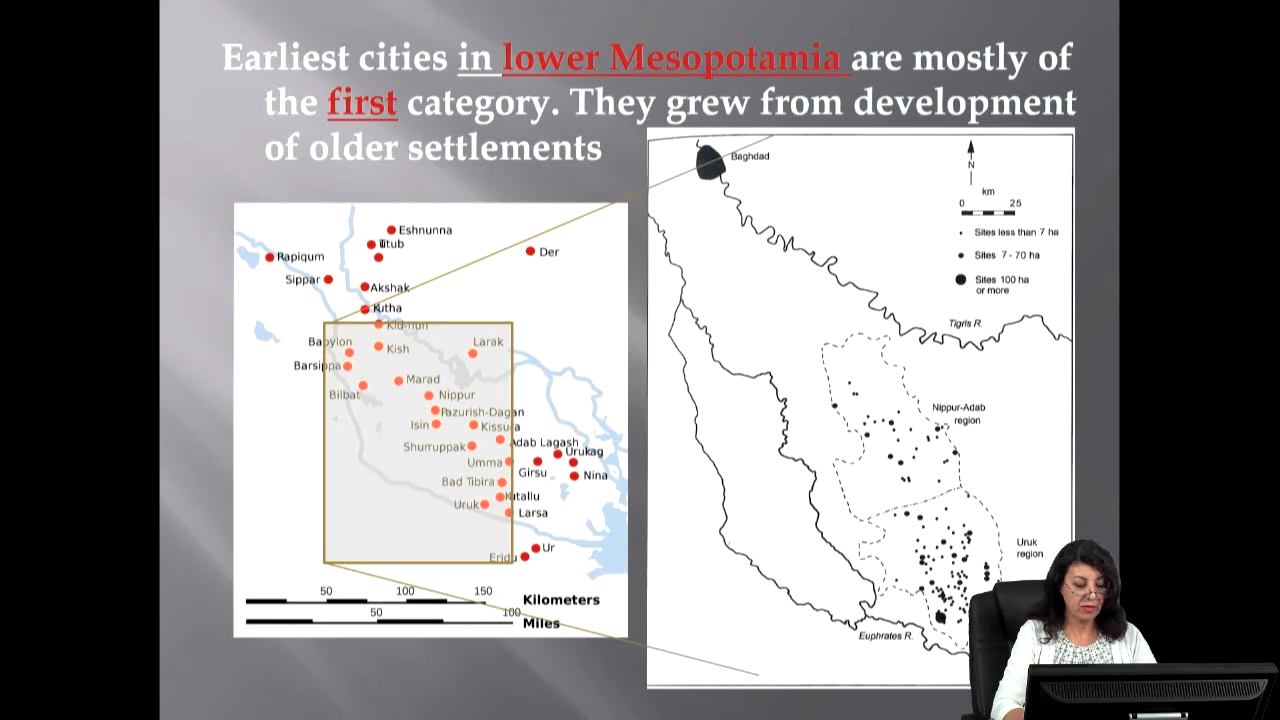 Earliest cities in lower Mesopotamia are mostly of
the first category. They grew from development
of older settlements
Eshnunna
Der
Rapiqum
Sippar
Akshak
Kutha
Kid-nun
Babylon
Kish
Larak
Barsippa
Marad
Bilbat
Nippur
Pazurish-Dagan
Isin
Kissura
Adab Lagash
Shurruppak
Urukag
Umma
Girsu
Nina
Bad Tibira
Uruk
Larsa
Ur
Eridu
50 100 150
Kilometers
50 100
Miles
Baghdad
N
km
0 25
Sites less than 7 ha
Sites 7 - 70 ha
Sites 100 ha
or more
Tigris R.
Nippur-Adab
region
Uruk
region
Euphrates R.